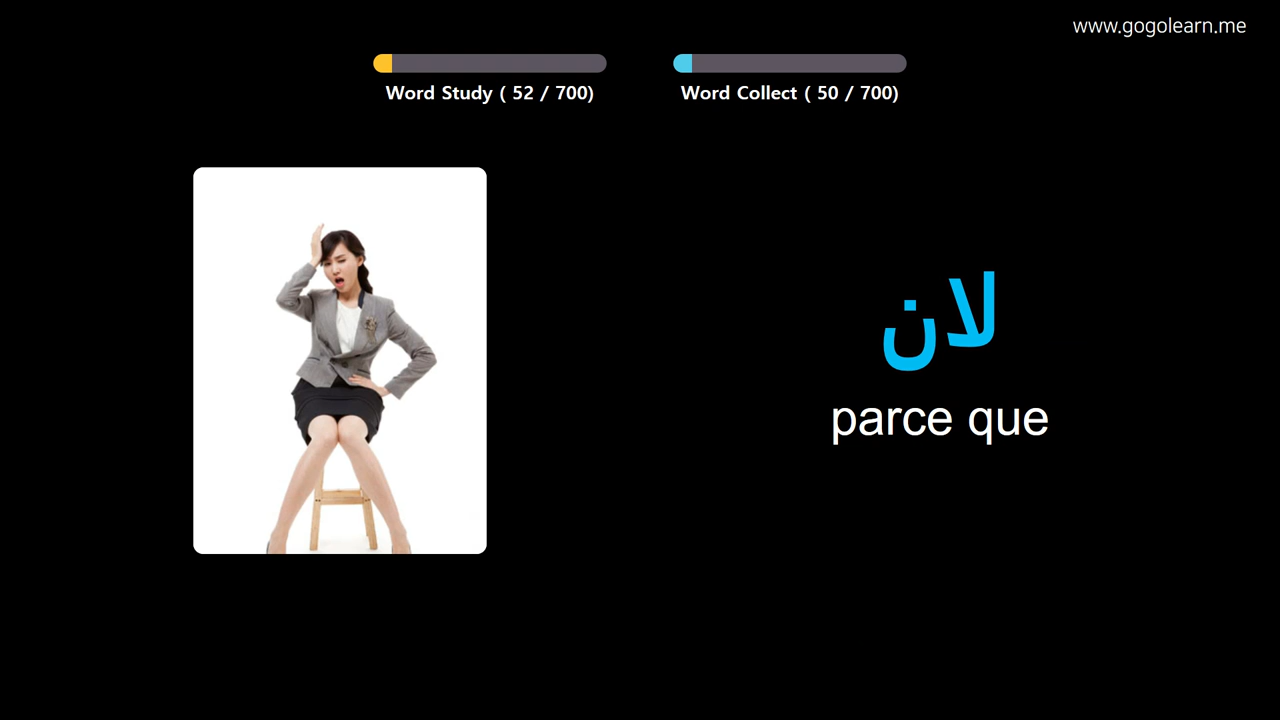 www.gogolearn.me
Word Study ( 52 / 700)
Word Collect ( 50 / 700)
لان
parce que